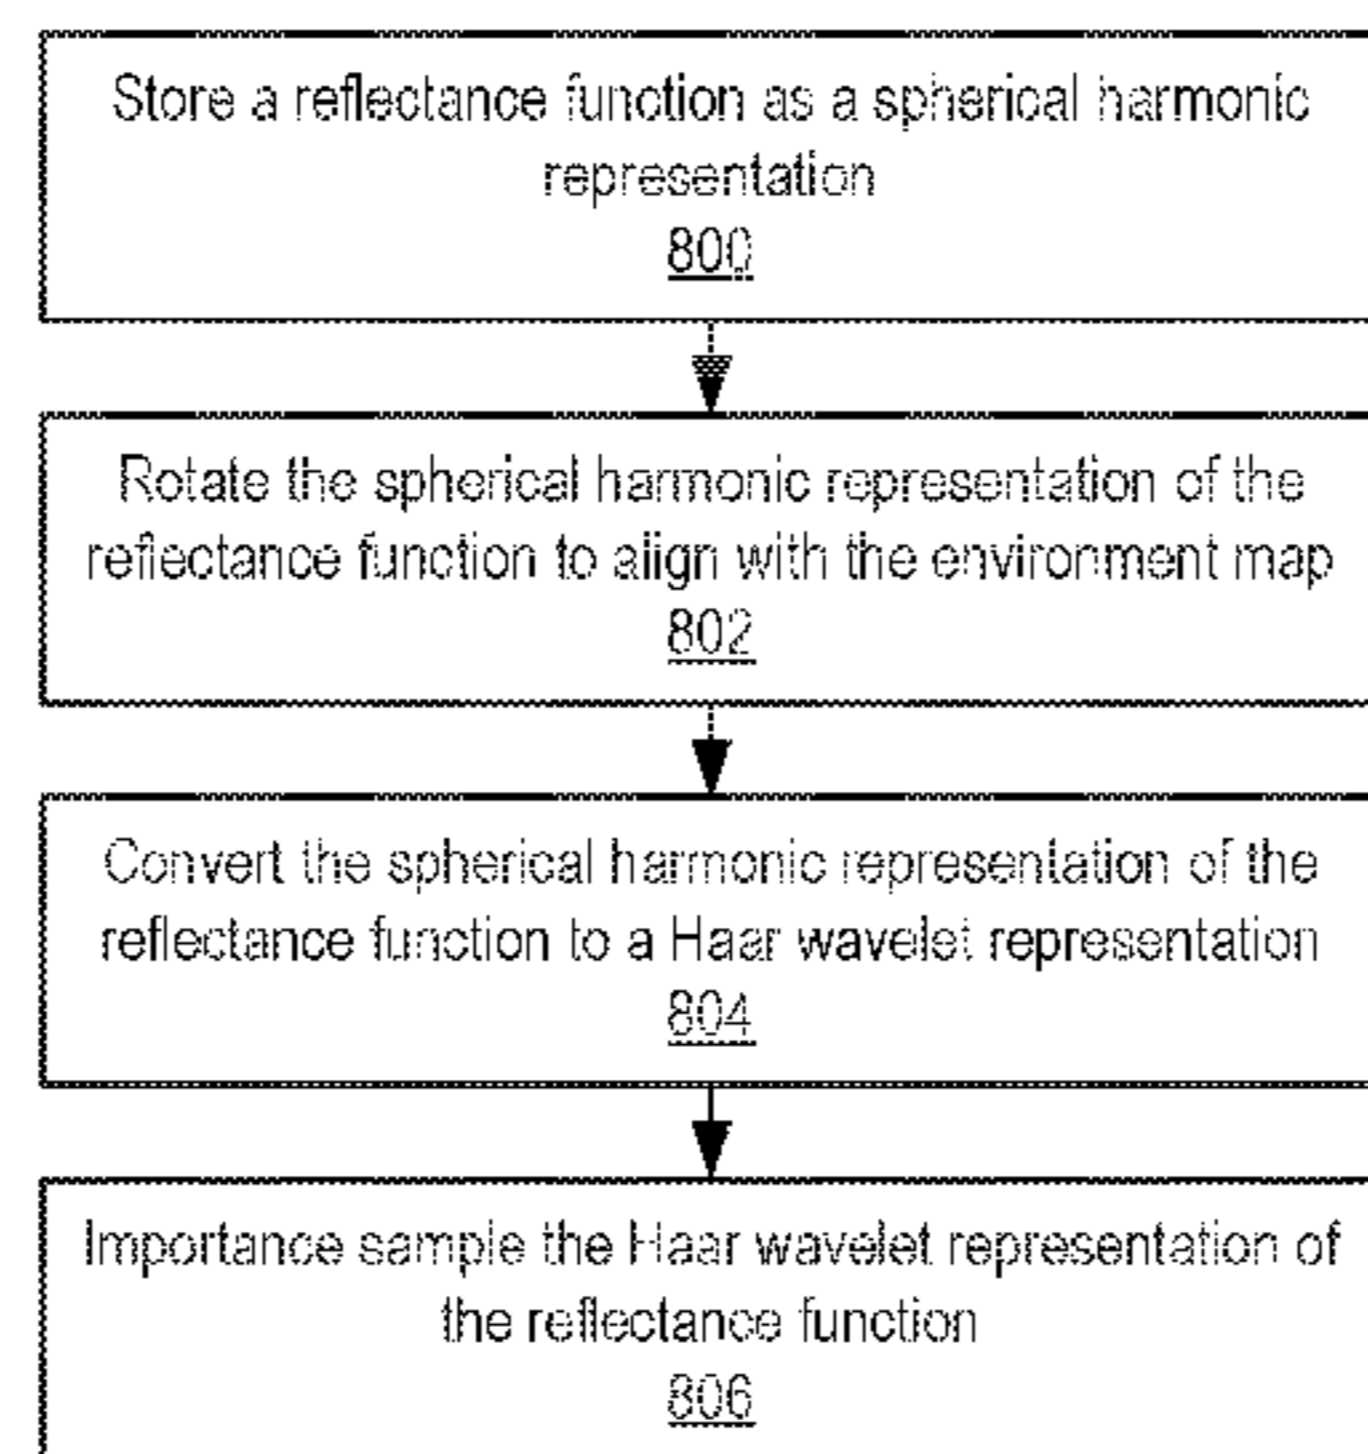 Store a reflectance function as a spherical harmonic
representation
800
Rotate the spherical harmonic representation of the
reflectance function to align with the environment map
802
Convert the spherical harmonic representation of the
reflectance function to a Haar wavelet representation
804
Importance sample the Haar wavelet representation of
the reflectance function
806